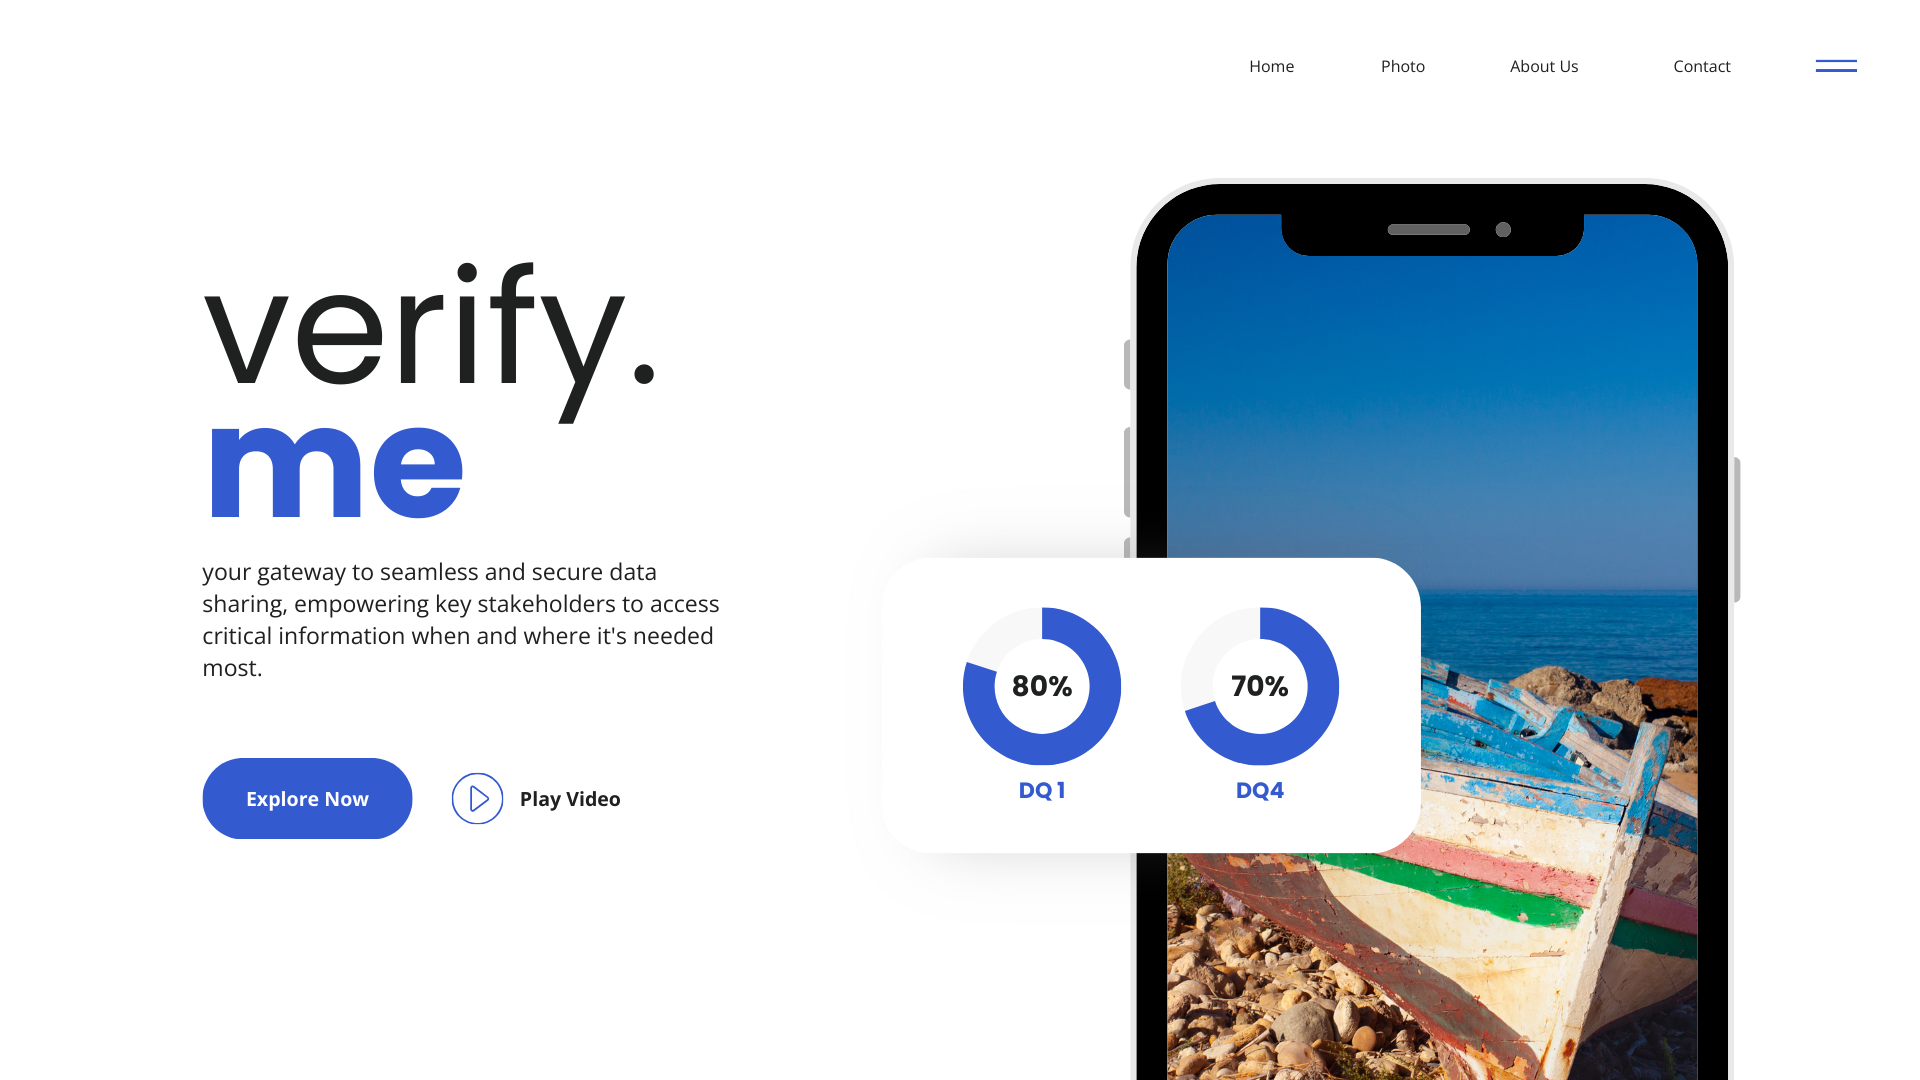 Home Photo About Us Contact
verify.
me
your gateway to seamless and secure data
sharing, empowering key stakeholders to access
critical information when and where it's needed
most.
Explore Now
Play Video
80% 70%
DQ 1 DQ4